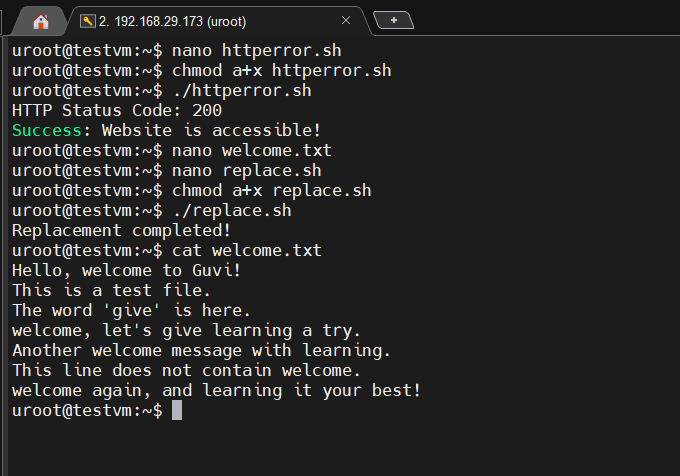 2. 192.168.29.173 (uroot)
uroot@testvm:~$ nano httperror.sh
uroot@testvm:~$ chmod a+x httperror.sh
uroot@testvm:~$ ./httperror.sh
HTTP Status Code: 200
Success: Website is accessible!
uroot@testvm:~$ nano welcome.txt
uroot@testvm:~$ nano replace.sh
uroot@testvm:~$ chmod a+x replace.sh
uroot@testvm:~$ ./replace.sh
Replacement completed!
uroot@testvm:~$ cat welcome.txt
Hello, welcome to Guvi!
This is a test file.
The word 'give' is here.
welcome, let's give learning a try.
Another welcome message with learning.
This line does not contain welcome.
welcome again, and learning it your best!
uroot@testvm:~$